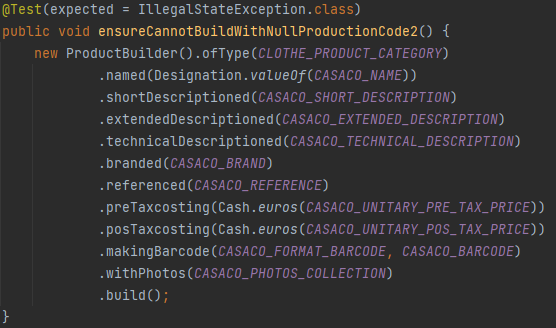 @Test(expected = IllegalStateException.class)
public void ensureCannotBuildWithNullProductionCode2() {
    new ProductBuilder().ofType(CLOTHE_PRODUCT_CATEGORY)
            .named(Designation.valueOf(CASACO_NAME))
            .shortDescriptioned(CASACO_SHORT_DESCRIPTION)
            .extendedDescriptioned(CASACO_EXTENDED_DESCRIPTION)
            .technicalDescriptioned(CASACO_TECHNICAL_DESCRIPTION)
            .branded(CASACO_BRAND)
            .referenced(CASACO_REFERENCE)
            .preTaxcosting(Cash.euros(CASACO_UNITARY_PRE_TAX_PRICE))
            .posTaxcosting(Cash.euros(CASACO_UNITARY_POS_TAX_PRICE))
            .makingBarcode(CASACO_FORMAT_BARCODE, CASACO_BARCODE)
            .withPhotos(CASACO_PHOTOS_COLLECTION)
            .build();
}